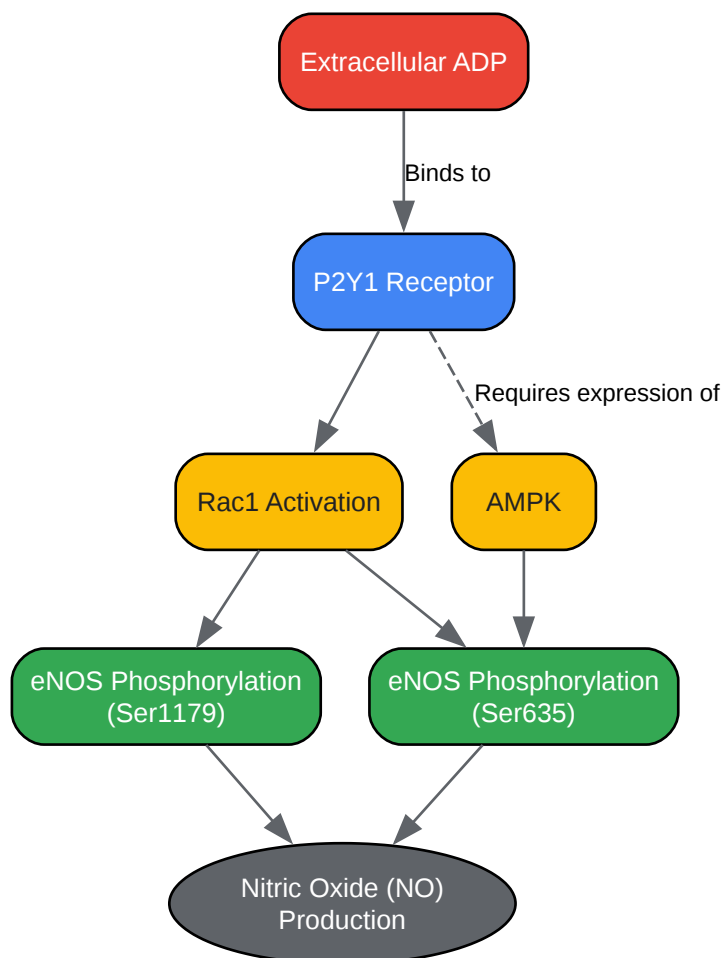 Extracellular ADP
Binds to
P2Y1 Receptor
Requires expression of
Rac1 Activation
AMPK
eNOS Phosphorylation
(Ser1179)
eNOS Phosphorylation
(Ser635)
Nitric Oxide (NO)
Production